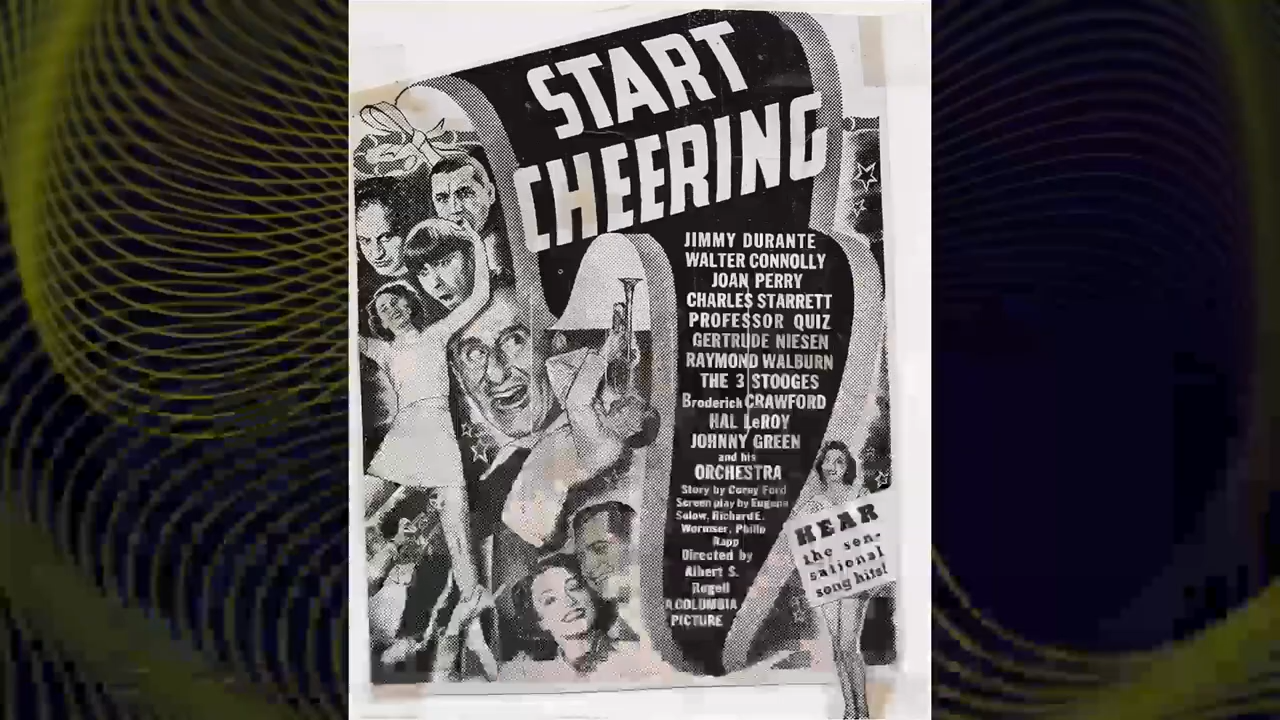 START
CHEERING
JIMMY DURANTE
WALTER CONNOLLY
JOAN PERRY
CHARLES STARRETT
PROFESSOR QUIZ
GERTRUDE NIESEN
RAYMOND WALBURN
THE 3 STOOGES
Broderick CRAWFORD
HAL LeROY
JOHNNY GREEN
and his
ORCHESTRA
Story by Corey Ford
Screen play by Eugene
Solow, Richard E.
Wormser, Philip
Rapp
Directed by
Albert S.
Rogell
A COLUMBIA
PICTURE
HEAR
the sen-
sational
song hits!